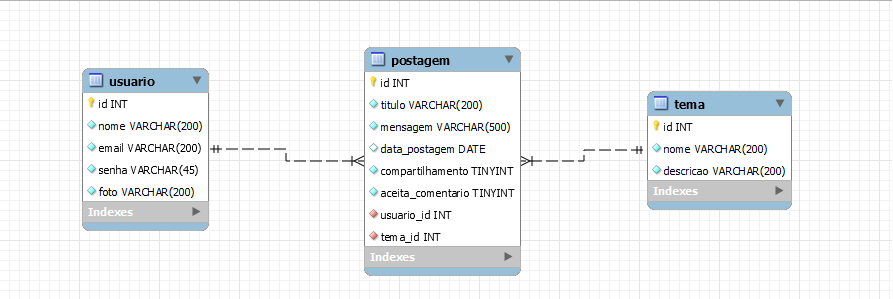 usuario
id INT
nome VARCHAR(200)
email VARCHAR(200)
senha VARCHAR(45)
foto VARCHAR(200)
Indexes
postagem
id INT
titulo VARCHAR(200)
mensagem VARCHAR(500)
data_postagem DATE
compartilhamento TINYINT
aceita_comentario TINYINT
usuario_id INT
tema_id INT
Indexes
tema
id INT
nome VARCHAR(200)
descricao VARCHAR(200)
Indexes